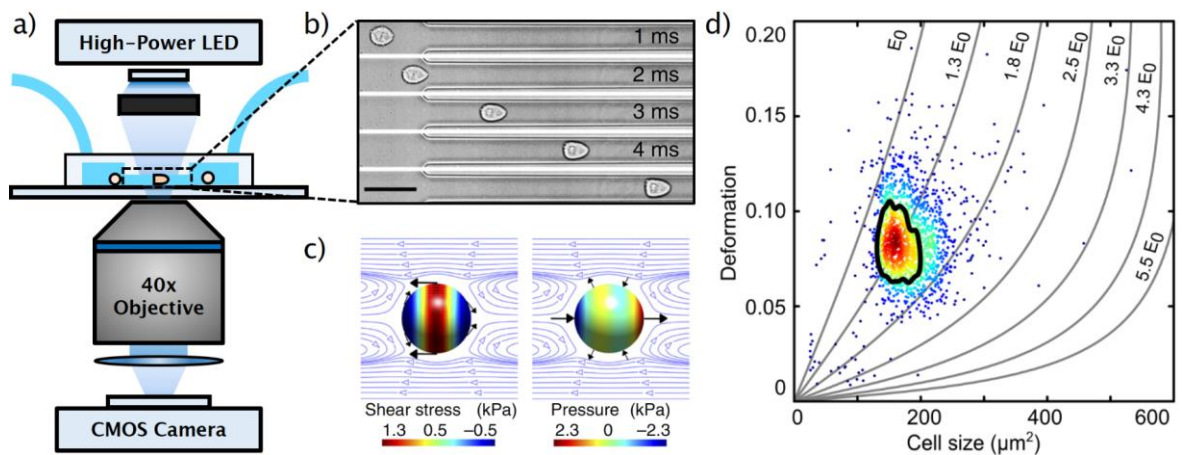 a)
High-Power LED
40x
Objective
CMOS Camera
b)
1 ms
2 ms
3 ms
4 ms
c)
Shear stress (kPa)
1.3 0.5 −0.5
Pressure (kPa)
2.3 0 −2.3
d)
0.20
0.15
0.10
0.05
0
Deformation
E0
1.3 E0
1.8 E0
2.5 E0
3.3 E0
4.3 E0
5.5 E0
0 200 400 600
Cell size (μm²)